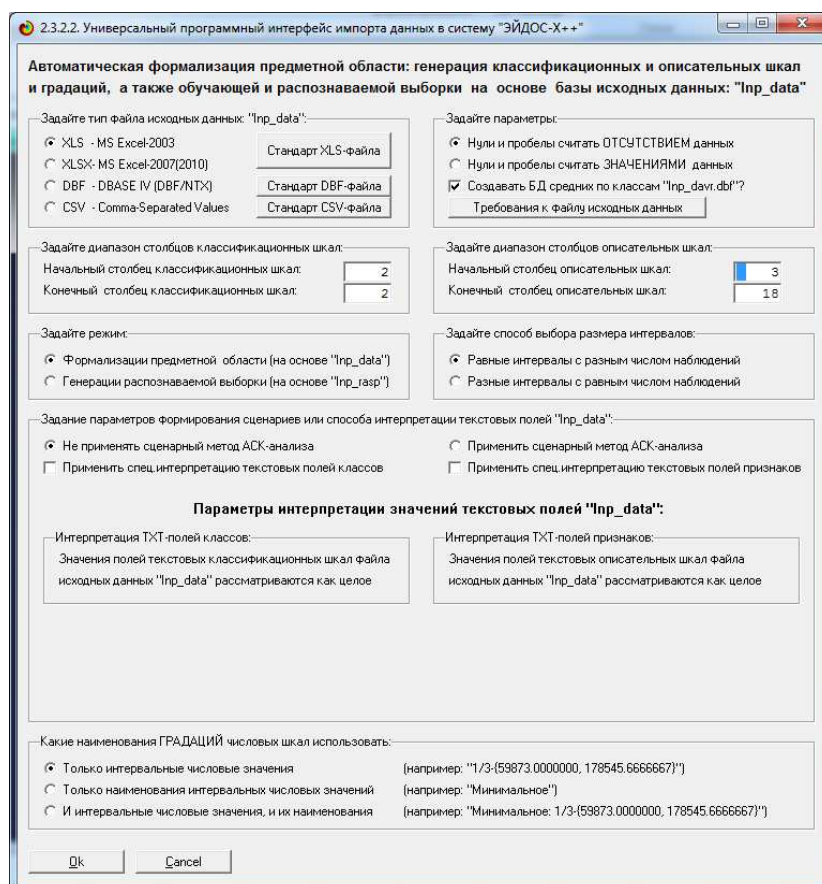 2.3.2.2. Универсальный программный интерфейс импорта данных в систему "ЭЙДОС-Х++"
Автоматическая формализация предметной области: генерация классификационных и описательных шкал
и градаций, а также обучающей и распознаваемой выборки на основе базы исходных данных: "Inp_data"
Задайте тип файла исходных данных: "Inp_data":
XLS - MS Excel-2003
XLSX- MS Excel-2007(2010)
DBF - DBASE IV (DBF/NTX)
CSV - Comma-Separated Values
Стандарт XLS-файла
Стандарт DBF-файла
Стандарт CSV-файла
Задайте параметры:
Нули и пробелы считать ОТСУТСТВИЕМ данных
Нули и пробелы считать ЗНАЧЕНИЯМИ данных
Создавать БД средних по классам "Inp_davr.dbf"?
Требования к файлу исходных данных
Задайте диапазон столбцов классификационных шкал:
Начальный столбец классификационных шкал: 2
Конечный столбец классификационных шкал: 2
Задайте диапазон столбцов описательных шкал:
Начальный столбец описательных шкал: 3
Конечный столбец описательных шкал: 18
Задайте режим:
Формализации предметной области (на основе "Inp_data")
Генерации распознаваемой выборки (на основе "Inp_rasp")
Задайте способ выбора размера интервалов:
Равные интервалы с разным числом наблюдений
Разные интервалы с равным числом наблюдений
Задание параметров формирования сценариев или способа интерпретации текстовых полей "Inp_data":
Не применять сценарный метод АСК-анализа
Применить спец.интерпретацию текстовых полей классов
Применить сценарный метод АСК-анализа
Применить спец.интерпретацию текстовых полей признаков
Параметры интерпретации значений текстовых полей "Inp_data":
Интерпретация TXT-полей классов:
Значения полей текстовых классификационных шкал файла
исходных данных "Inp_data" рассматриваются как целое
Интерпретация TXT-полей признаков:
Значения полей текстовых описательных шкал файла
исходных данных "Inp_data" рассматриваются как целое
Какие наименования ГРАДАЦИЙ числовых шкал использовать:
Только интервальные числовые значения (например: "1/3-{59873.0000000, 178545.6666667}")
Только наименования интервальных числовых значений (например: "Минимальное")
И интервальные числовые значения, и их наименования (например: "Минимальное: 1/3-{59873.0000000, 178545.6666667}")
Ok Cancel